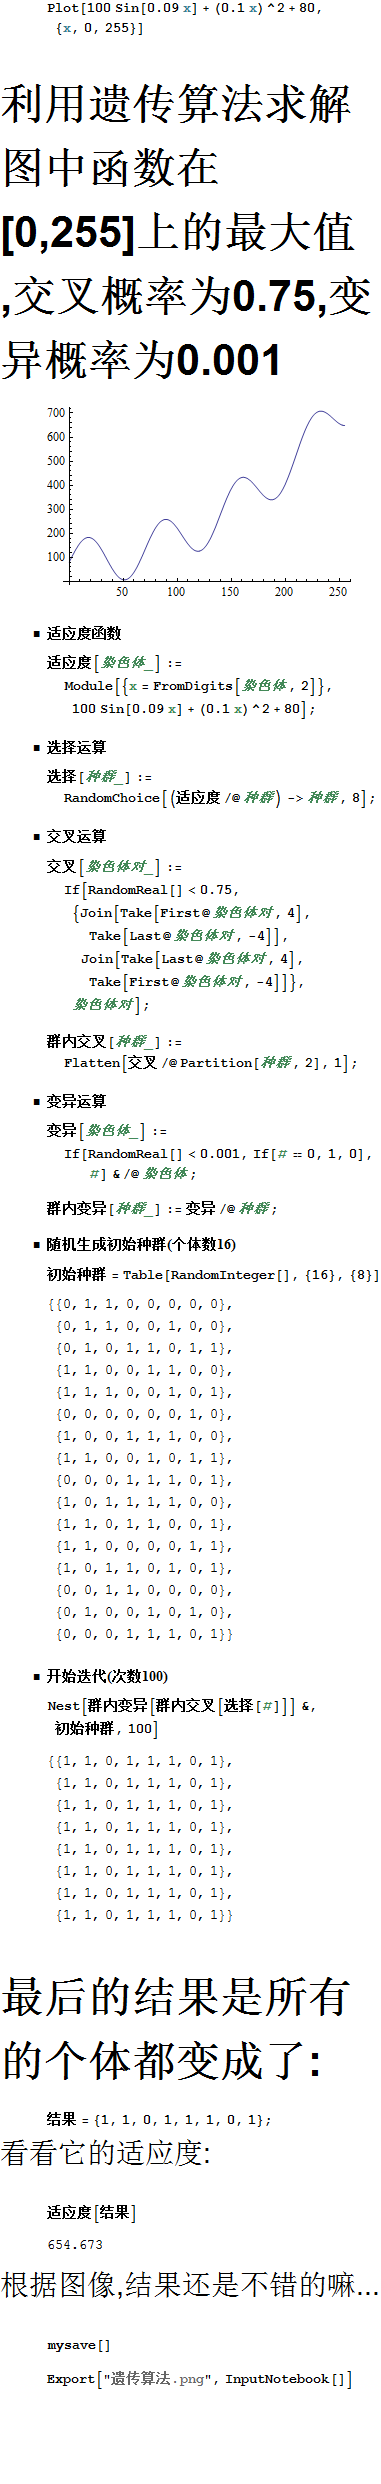 Plot[100 Sin[0.09 x] + (0.1 x)^2 + 80,
{x, 0, 255}]
利用遗传算法求解
图中函数在
[0,255]上的最大值
,交叉概率为0.75,变
异概率为0.001
700
600
500
400
300
200
100
50 100 150 200 250
▪ 适应度函数
适应度[染色体_] :=
Module[{x = FromDigits[染色体, 2]},
100 Sin[0.09 x] + (0.1 x)^2 + 80];
▪ 选择运算
选择[种群_] :=
RandomChoice[(适应度 /@ 种群) -> 种群, 8];
▪ 交叉运算
交叉[染色体对_] :=
If[RandomReal[] < 0.75,
{Join[Take[First@染色体对, 4],
Take[Last@染色体对, -4]],
Join[Take[Last@染色体对, 4],
Take[First@染色体对, -4]]},
染色体对];
群内交叉[种群_] :=
Flatten[交叉 /@ Partition[种群, 2], 1];
▪ 变异运算
变异[染色体_] :=
If[RandomReal[] < 0.001, If[# == 0, 1, 0],
#] & /@ 染色体;
群内变异[种群_] := 变异 /@ 种群;
▪ 随机生成初始种群(个体数16)
初始种群 = Table[RandomInteger[], {16}, {8}]
{{0, 1, 1, 0, 0, 0, 0, 0},
{0, 1, 1, 0, 0, 1, 0, 0},
{0, 1, 0, 1, 1, 0, 1, 1},
{1, 1, 0, 0, 1, 1, 0, 0},
{1, 1, 1, 0, 0, 1, 0, 1},
{0, 0, 0, 0, 0, 0, 1, 0},
{1, 0, 0, 1, 1, 1, 0, 0},
{1, 1, 0, 0, 1, 0, 1, 1},
{0, 0, 0, 1, 1, 1, 0, 1},
{1, 0, 1, 1, 1, 1, 0, 0},
{1, 1, 0, 1, 1, 0, 0, 1},
{1, 1, 0, 0, 0, 0, 1, 1},
{1, 0, 1, 1, 0, 1, 0, 1},
{0, 0, 1, 1, 0, 0, 0, 0},
{0, 1, 0, 0, 1, 0, 1, 0},
{0, 0, 0, 1, 1, 1, 0, 1}}
▪ 开始迭代(次数100)
Nest[群内变异[群内交叉[选择[#]]] &,
初始种群, 100]
{{1, 1, 0, 1, 1, 1, 0, 1},
{1, 1, 0, 1, 1, 1, 0, 1},
{1, 1, 0, 1, 1, 1, 0, 1},
{1, 1, 0, 1, 1, 1, 0, 1},
{1, 1, 0, 1, 1, 1, 0, 1},
{1, 1, 0, 1, 1, 1, 0, 1},
{1, 1, 0, 1, 1, 1, 0, 1},
{1, 1, 0, 1, 1, 1, 0, 1}}
最后的结果是所有
的个体都变成了:
结果 = {1, 1, 0, 1, 1, 1, 0, 1};
看看它的适应度:
适应度[结果]
654.673
根据图像,结果还是不错的嘛...
mysave[]
Export["遗传算法.png", InputNotebook[]]